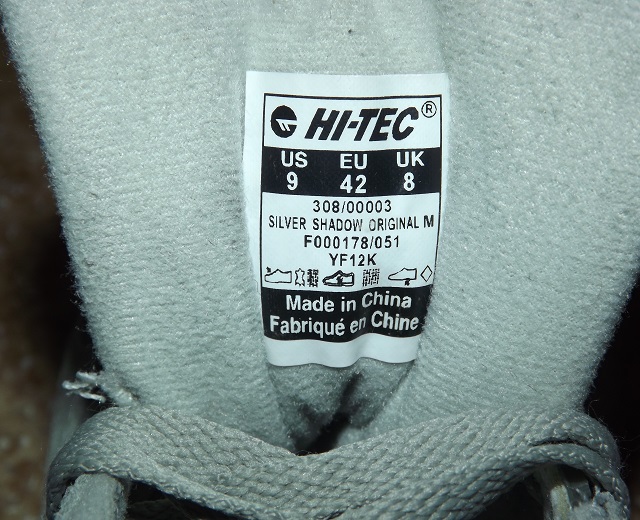 HI-TEC®
US EU UK
9 42 8
308/00003
SILVER SHADOW ORIGINAL M
F000178/051
YF12K
Made in China
Fabriqué en Chine